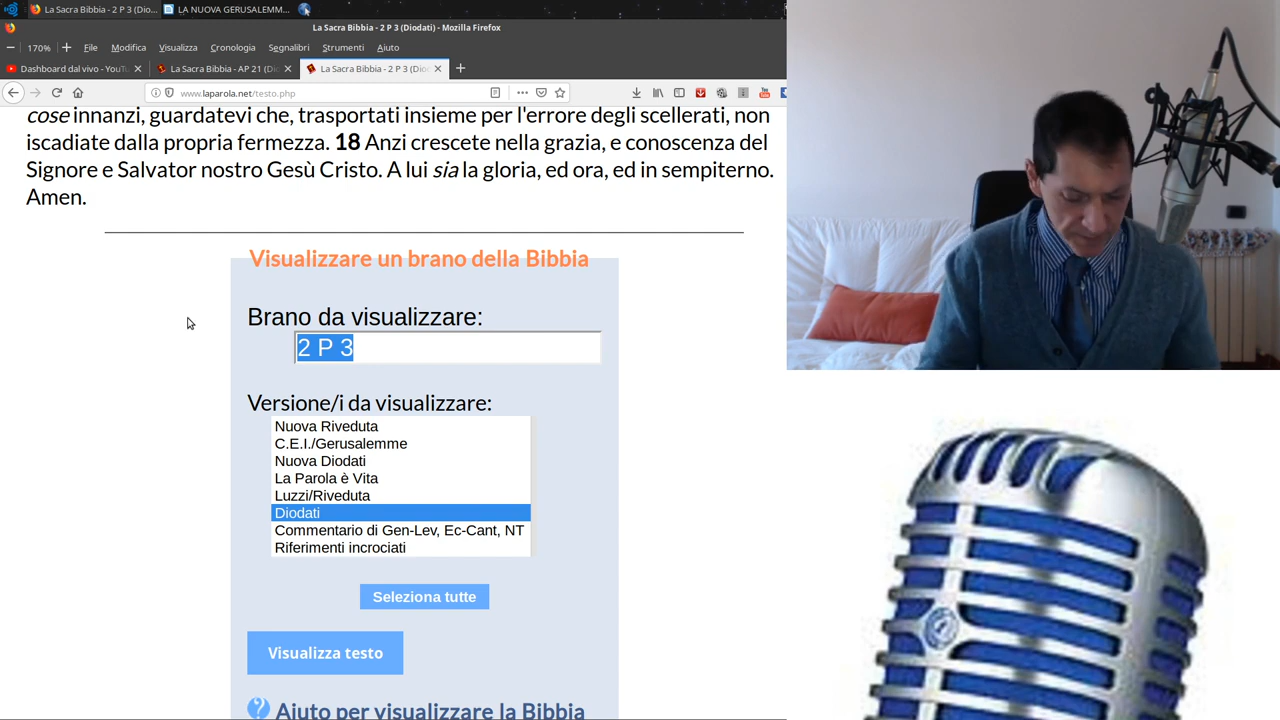 La Sacra Bibbia - 2 P 3 (Dio...
LA NUOVA GERUSALEMM...
La Sacra Bibbia - 2 P 3 (Diodati) - Mozilla Firefox
170% File Modifica Visualizza Cronologia Segnalibri Strumenti Aiuto
Dashboard dal vivo - YouTu
La Sacra Bibbia - AP 21 (Di
La Sacra Bibbia - 2 P 3 (Dio
www.laparola.net/testo.php
cose innanzi, guardatevi che, trasportati insieme per l'errore degli scellerati, non
iscadiate dalla propria fermezza. 18 Anzi crescete nella grazia, e conoscenza del
Signore e Salvator nostro Gesù Cristo. A lui sia la gloria, ed ora, ed in sempiterno.
Amen.
Visualizzare un brano della Bibbia
Brano da visualizzare:
2 P 3
Versione/i da visualizzare:
Nuova Riveduta
C.E.I./Gerusalemme
Nuova Diodati
La Parola è Vita
Luzzi/Riveduta
Diodati
Commentario di Gen-Lev, Ec-Cant, NT
Riferimenti incrociati
Seleziona tutte
Visualizza testo
Aiuto per visualizzare la Bibbia